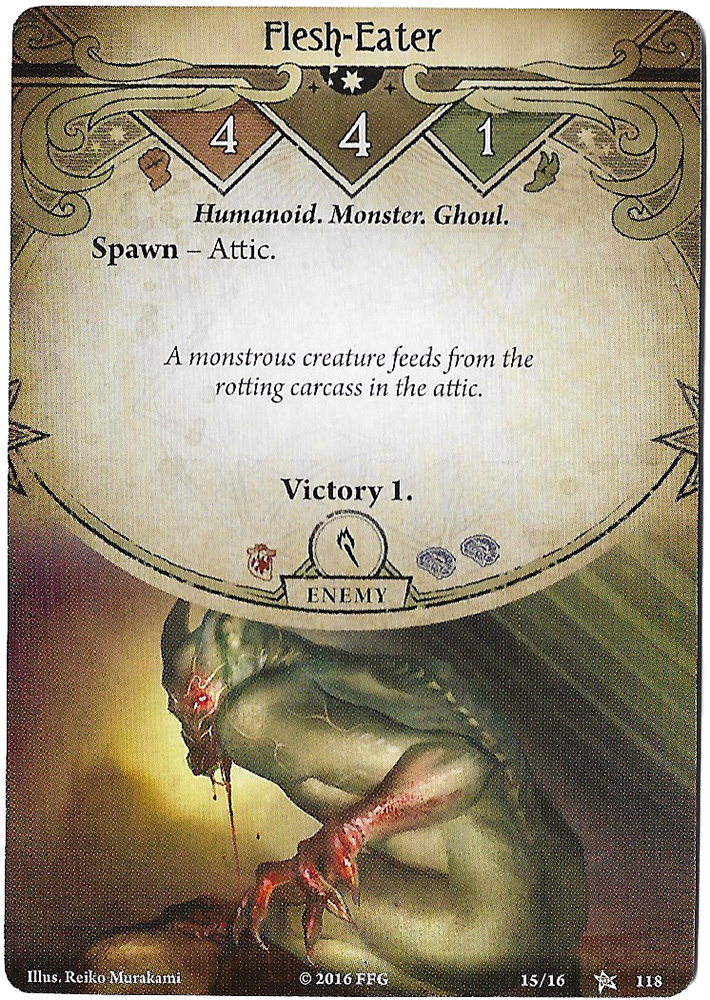 Flesh-Eater
4 4 1
Humanoid. Monster. Ghoul.
Spawn – Attic.
A monstrous creature feeds from the
rotting carcass in the attic.
Victory 1.
ENEMY
Illus. Reiko Murakami © 2016 FFG 15/16 118